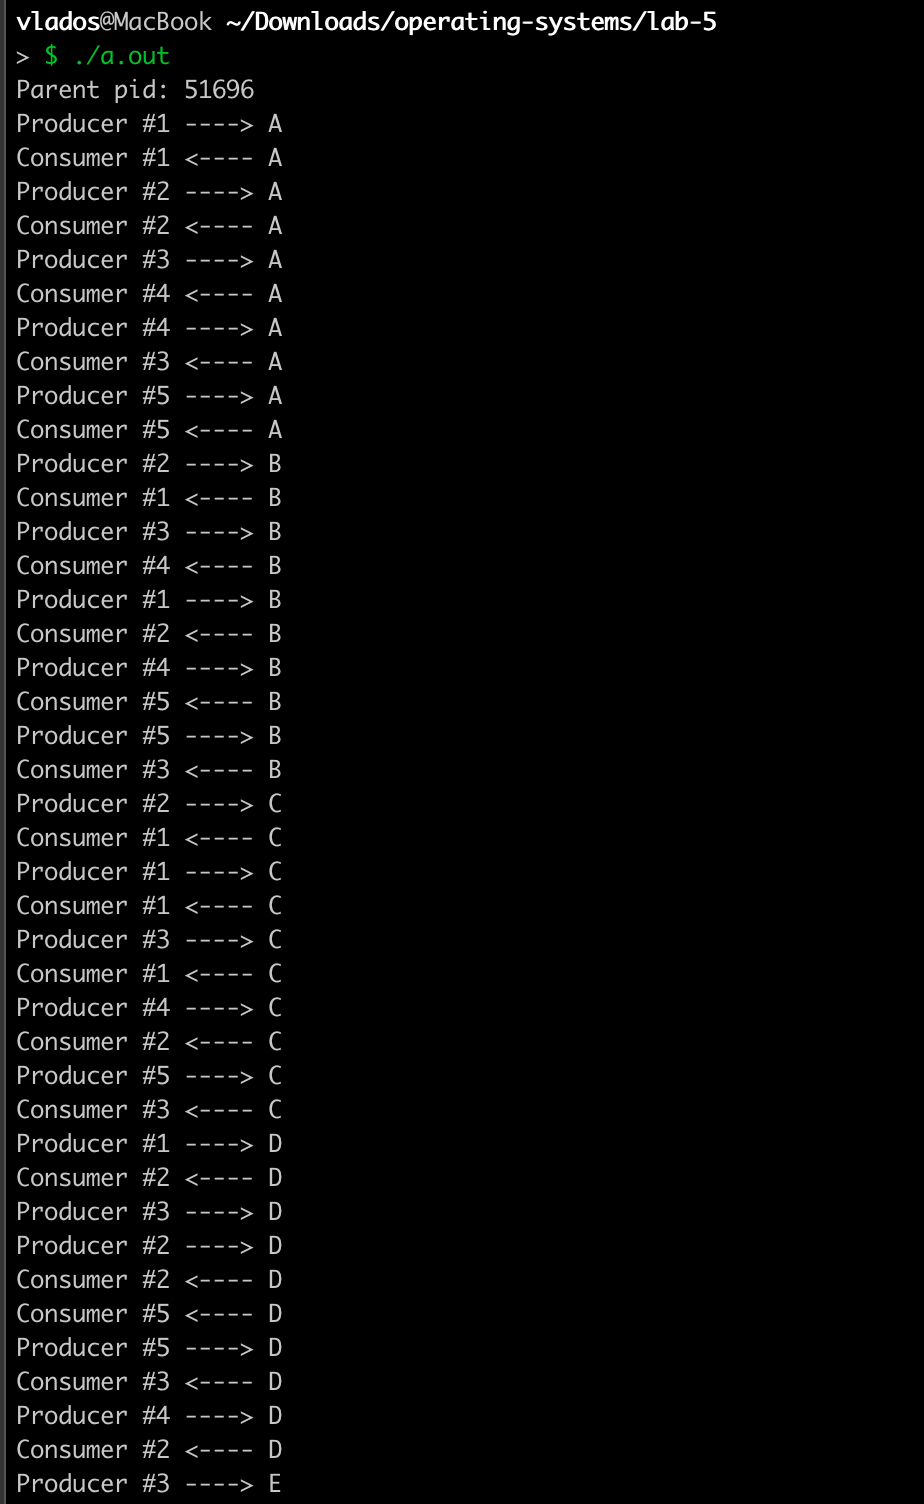 vlados@MacBook ~/Downloads/operating-systems/lab-5
> $ ./a.out
Parent pid: 51696
Producer #1 ----> A
Consumer #1 <---- A
Producer #2 ----> A
Consumer #2 <---- A
Producer #3 ----> A
Consumer #4 <---- A
Producer #4 ----> A
Consumer #3 <---- A
Producer #5 ----> A
Consumer #5 <---- A
Producer #2 ----> B
Consumer #1 <---- B
Producer #3 ----> B
Consumer #4 <---- B
Producer #1 ----> B
Consumer #2 <---- B
Producer #4 ----> B
Consumer #5 <---- B
Producer #5 ----> B
Consumer #3 <---- B
Producer #2 ----> C
Consumer #1 <---- C
Producer #1 ----> C
Consumer #1 <---- C
Producer #3 ----> C
Consumer #1 <---- C
Producer #4 ----> C
Consumer #2 <---- C
Producer #5 ----> C
Consumer #3 <---- C
Producer #1 ----> D
Consumer #2 <---- D
Producer #3 ----> D
Producer #2 ----> D
Consumer #2 <---- D
Consumer #5 <---- D
Producer #5 ----> D
Consumer #3 <---- D
Producer #4 ----> D
Consumer #2 <---- D
Producer #3 ----> E